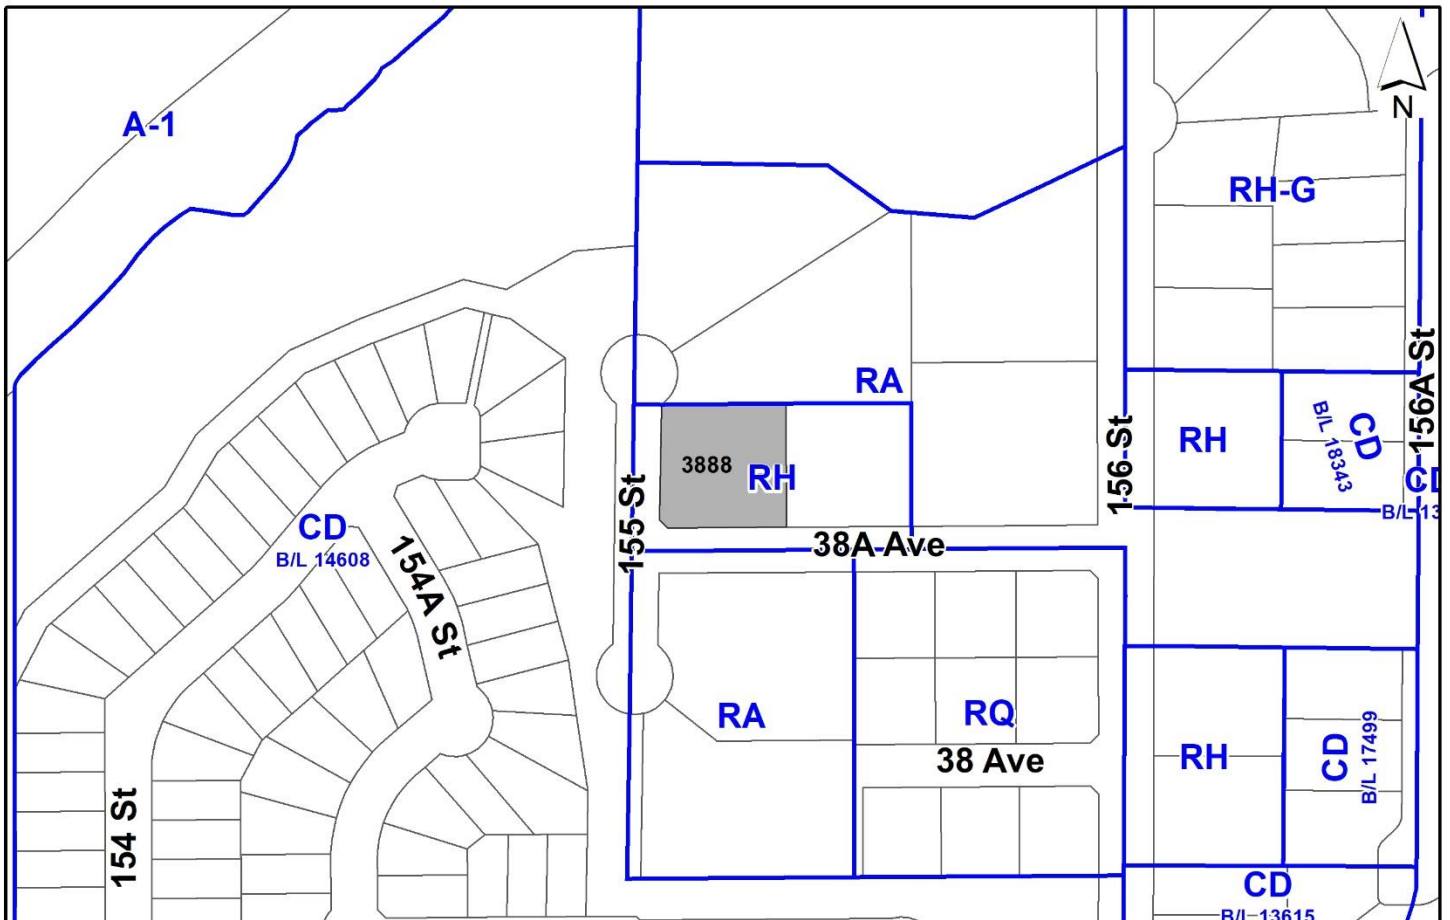 A-1
N
RH-G
RA
156A St
RH
CD
B/L 18343
156 St
3888
RH
155 St
CD
B/L 14608
154A St
38A Ave
RA
RQ
38 Ave
RH
CD
B/L 17499
154 St
CD
B/L 13615